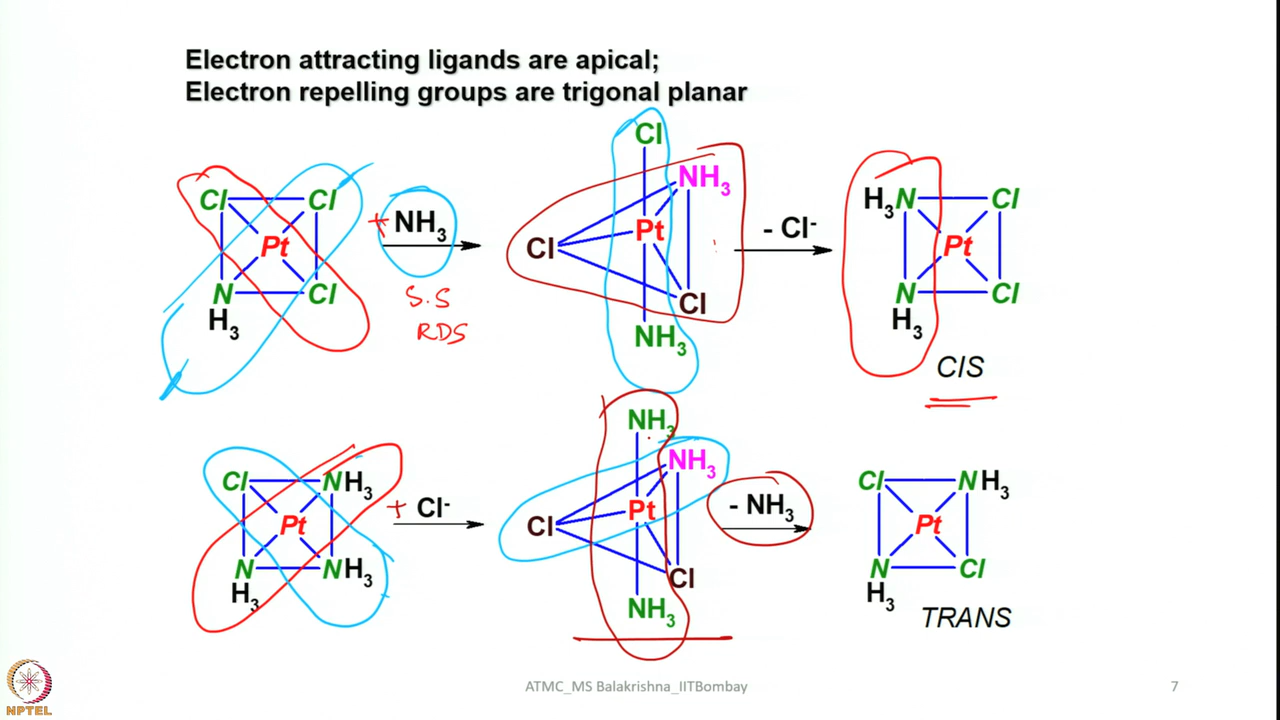 Electron attracting ligands are apical;
Electron repelling groups are trigonal planar
Cl
Cl
Pt
N
H3
Cl
+ NH3
S.S
RDS
Cl
NH3
Cl
Pt
Cl
NH3
- Cl-
H3N
Cl
Pt
N
H3
Cl
CIS
Cl
NH3
Pt
N
H3
NH3
+ Cl-
NH3
NH3
Cl
Pt
Cl
NH3
- NH3
Cl
NH3
Pt
N
H3
Cl
TRANS
NPTEL
ATMC_MS Balakrishna_IITBombay
7